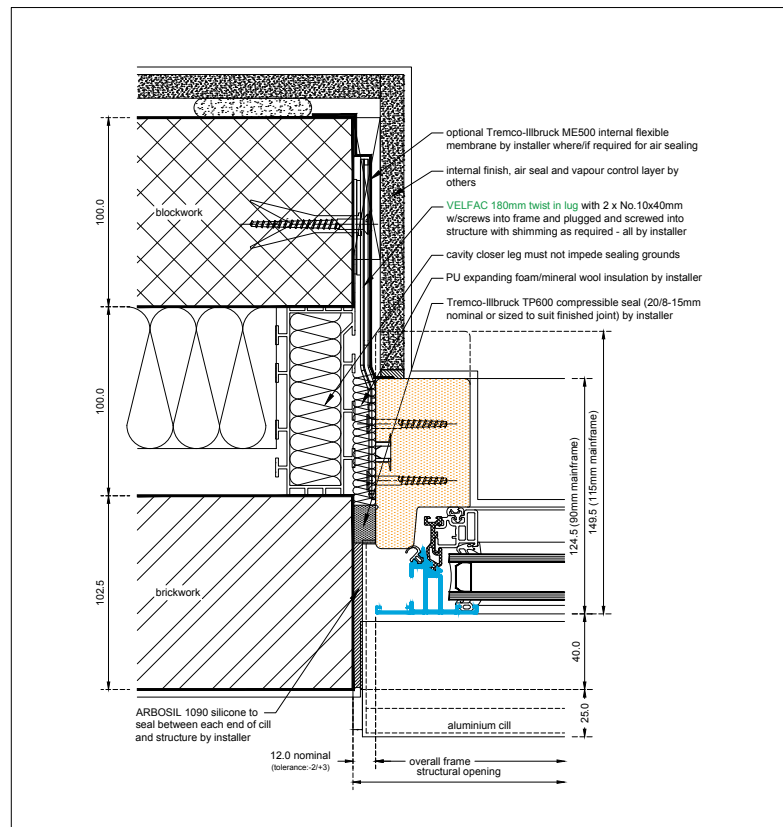 optional Tremco-Illbruck ME500 internal flexible
membrane by installer where/if required for air sealing
internal finish, air seal and vapour control layer by
others
VELFAC 180mm twist in lug with 2 x No.10x40mm
w/screws into frame and plugged and screwed into
structure with shimming as required - all by installer
cavity closer leg must not impede sealing grounds
PU expanding foam/mineral wool insulation by installer
Tremco-Illbruck TP600 compressible seal (20/8-15mm
nominal or sized to suit finished joint) by installer
100.0
blockwork
100.0
102.5
brickwork
124.5 (90mm mainframe)
149.5 (115mm mainframe)
40.0
25.0
aluminium cill
ARBOSIL 1090 silicone to
seal between each end of cill
and structure by installer
12.0 nominal
(tolerance:-2/+3)
overall frame
structural opening